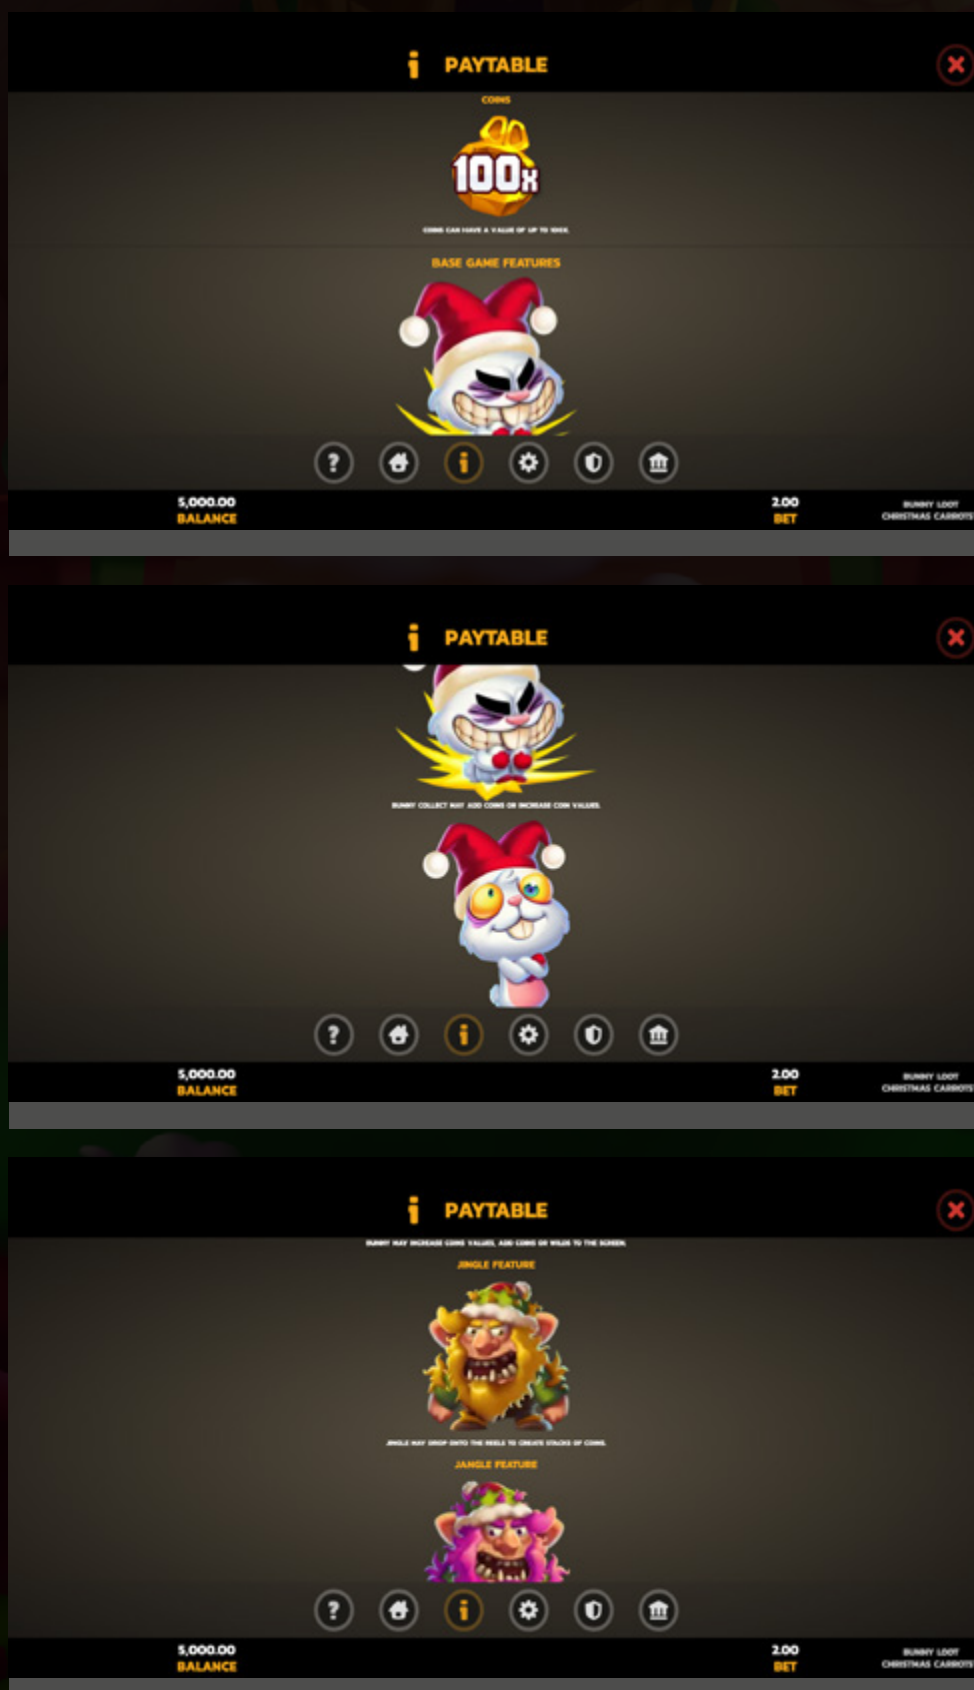 PAYTABLE
COINS
100x
COINS CAN HAVE A VALUE OF UP TO 100X.
BASE GAME FEATURES
5,000.00
BALANCE
2.00
BET
BUNNY LOOT
CHRISTMAS CARROTS
PAYTABLE
BUNNY COLLECT MAY ADD COINS OR INCREASE COIN VALUES.
5,000.00
BALANCE
2.00
BET
BUNNY LOOT
CHRISTMAS CARROTS
PAYTABLE
BUNNY MAY INCREASE COINS VALUES, ADD COINS OR WILDS TO THE SCREEN.
JINGLE FEATURE
JINGLE MAY DROP ONTO THE REELS TO CREATE STACKS OF COINS.
JANGLE FEATURE
5,000.00
BALANCE
2.00
BET
BUNNY LOOT
CHRISTMAS CARROTS